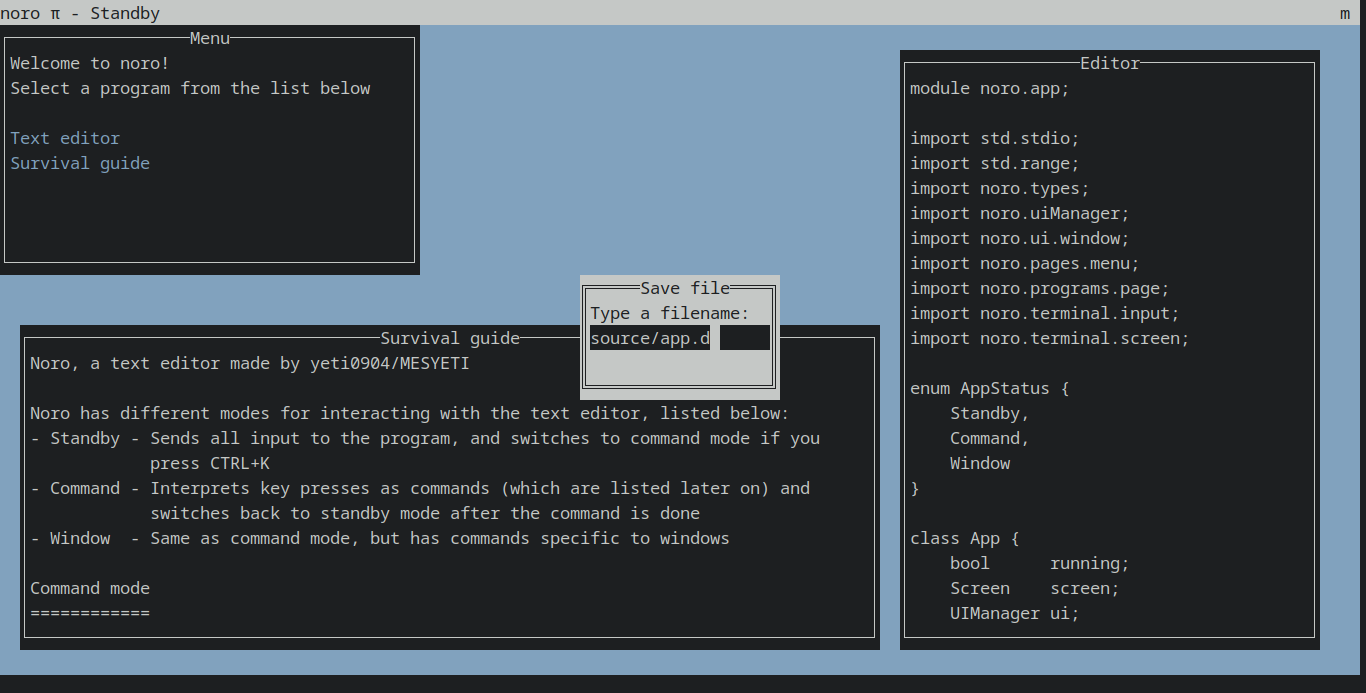 noro π - Standby
m
Menu
Welcome to noro!
Select a program from the list below
Text editor
Survival guide
Editor
module noro.app;
import std.stdio;
import std.range;
import noro.types;
import noro.uiManager;
import noro.ui.window;
import noro.pages.menu;
import noro.programs.page;
import noro.terminal.input;
import noro.terminal.screen;
enum AppStatus {
    Standby,
    Command,
    Window
}
class App {
    bool      running;
    Screen    screen;
    UIManager ui;
Save file
Type a filename:
source/app.d
Survival guide
Noro, a text editor made by yeti0904/MESYETI
Noro has different modes for interacting with the text editor, listed below:
- Standby - Sends all input to the program, and switches to command mode if you
            press CTRL+K
- Command - Interprets key presses as commands (which are listed later on) and
            switches back to standby mode after the command is done
- Window  - Same as command mode, but has commands specific to windows
Command mode
============